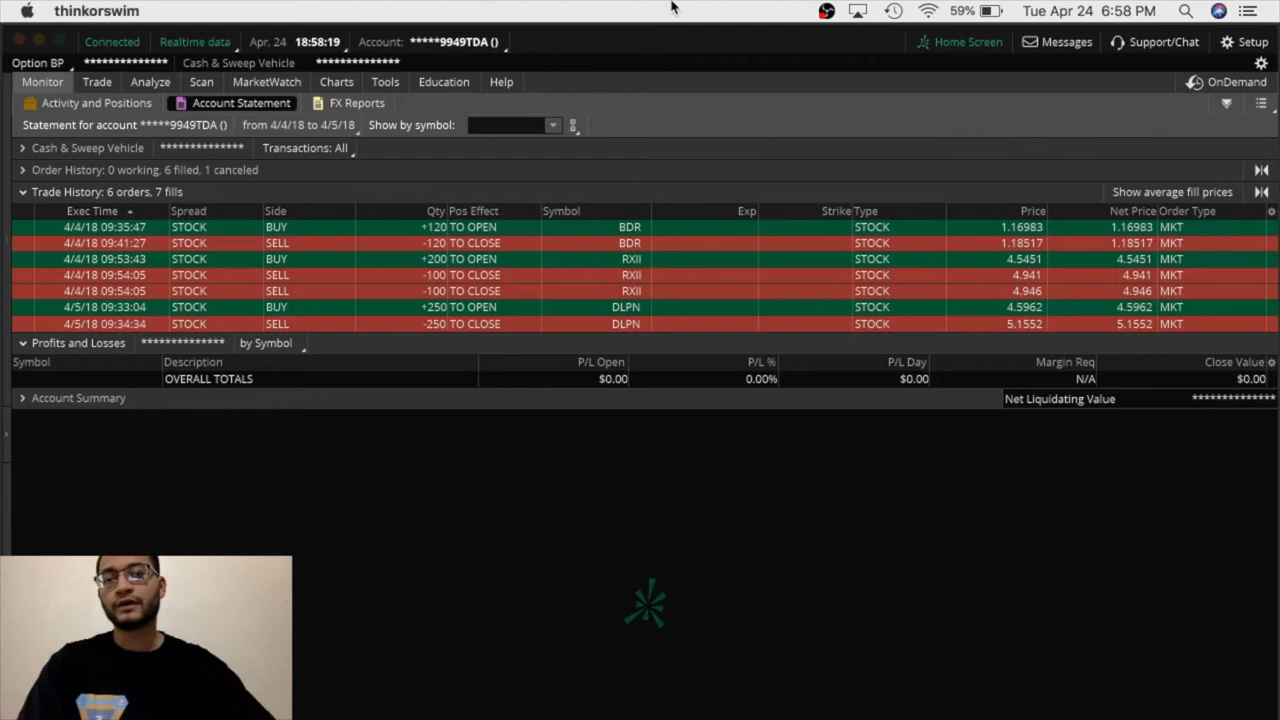 thinkorswim 59% Tue Apr 24 6:58 PM
Connected Realtime data Apr. 24 18:58:19 Account: *****9949TDA () Home Screen Messages Support/Chat Setup
Option BP ************** Cash & Sweep Vehicle **************
Monitor Trade Analyze Scan MarketWatch Charts Tools Education Help OnDemand
Activity and Positions Account Statement FX Reports
Statement for account *****9949TDA () from 4/4/18 to 4/5/18 Show by symbol:
Cash & Sweep Vehicle ************** Transactions: All
Order History: 0 working, 6 filled, 1 canceled
Trade History: 6 orders, 7 fills Show average fill prices
Exec Time Spread Side Qty Pos Effect Symbol Exp Strike Type Price Net Price Order Type
4/4/18 09:35:47 STOCK BUY +120 TO OPEN BDR STOCK 1.16983 1.16983 MKT
4/4/18 09:41:27 STOCK SELL -120 TO CLOSE BDR STOCK 1.18517 1.18517 MKT
4/4/18 09:53:43 STOCK BUY +200 TO OPEN RXII STOCK 4.5451 4.5451 MKT
4/4/18 09:54:05 STOCK SELL -100 TO CLOSE RXII STOCK 4.941 4.941 MKT
4/4/18 09:54:05 STOCK SELL -100 TO CLOSE RXII STOCK 4.946 4.946 MKT
4/5/18 09:33:04 STOCK BUY +250 TO OPEN DLPN STOCK 4.5962 4.5962 MKT
4/5/18 09:34:34 STOCK SELL -250 TO CLOSE DLPN STOCK 5.1552 5.1552 MKT
Profits and Losses ************** by Symbol
Symbol Description P/L Open P/L % P/L Day Margin Req Close Value
OVERALL TOTALS $0.00 0.00% $0.00 N/A $0.00
Account Summary Net Liquidating Value **************